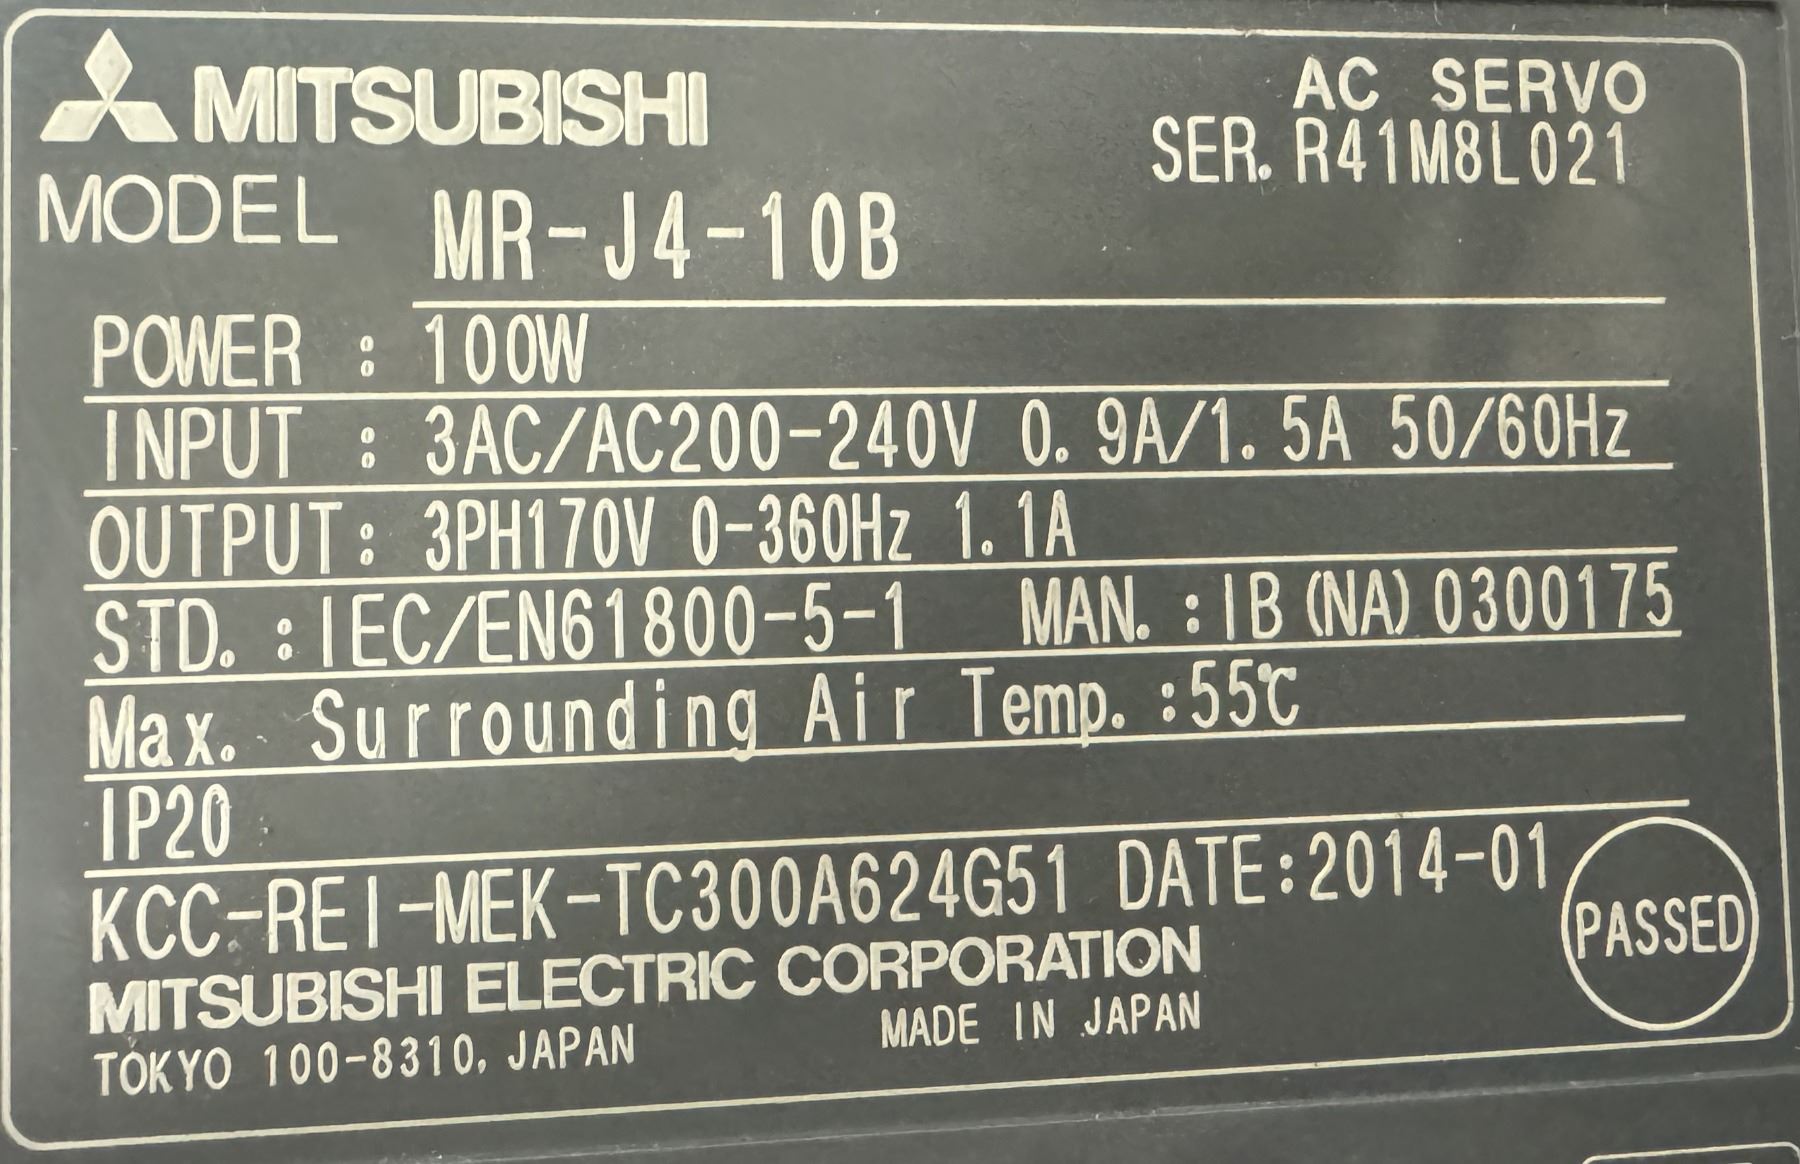 MITSUBISHI
AC SERVO
SER. R41M8L021
MODEL MR-J4-10B
POWER : 100W
INPUT : 3AC/AC200-240V 0.9A/1.5A 50/60Hz
OUTPUT : 3PH170V 0-360Hz 1.1A
STD. : IEC/EN61800-5-1 MAN. : IB(NA)0300175
Max. Surrounding Air Temp. : 55℃
IP20
KCC-REI-MEK-TC300A624G51 DATE:2014-01
PASSED
MITSUBISHI ELECTRIC CORPORATION
TOKYO 100-8310, JAPAN MADE IN JAPAN